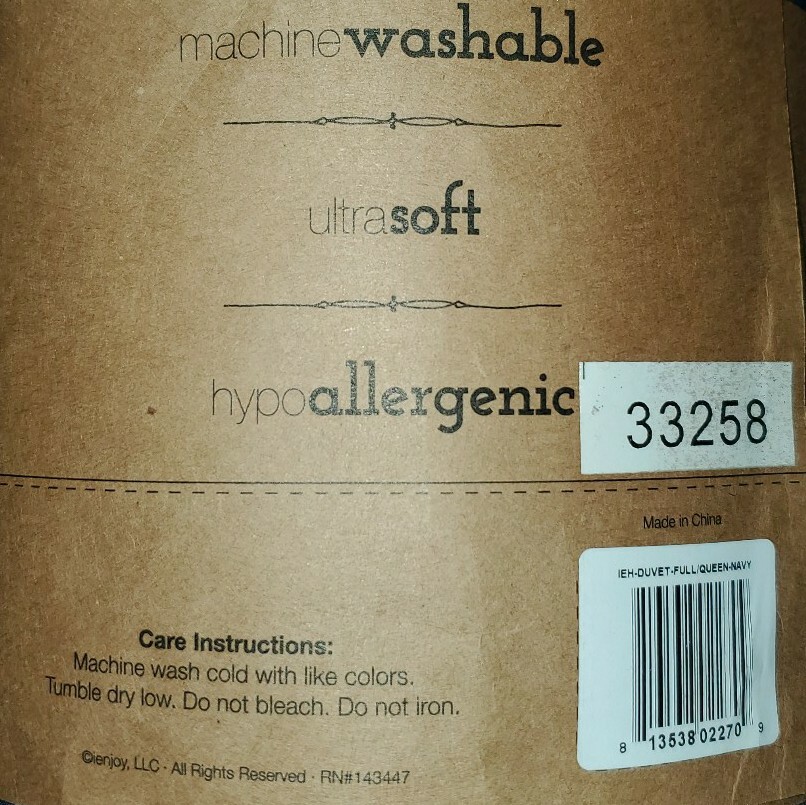 machinewashable
ultrasoft
hypoallergenic
33258
Made in China
IEH-DUVET-FULL/QUEEN-NAVY
8 13538 02270 9
Care Instructions:
Machine wash cold with like colors.
Tumble dry low. Do not bleach. Do not iron.
©ienjoy, LLC · All Rights Reserved · RN#143447